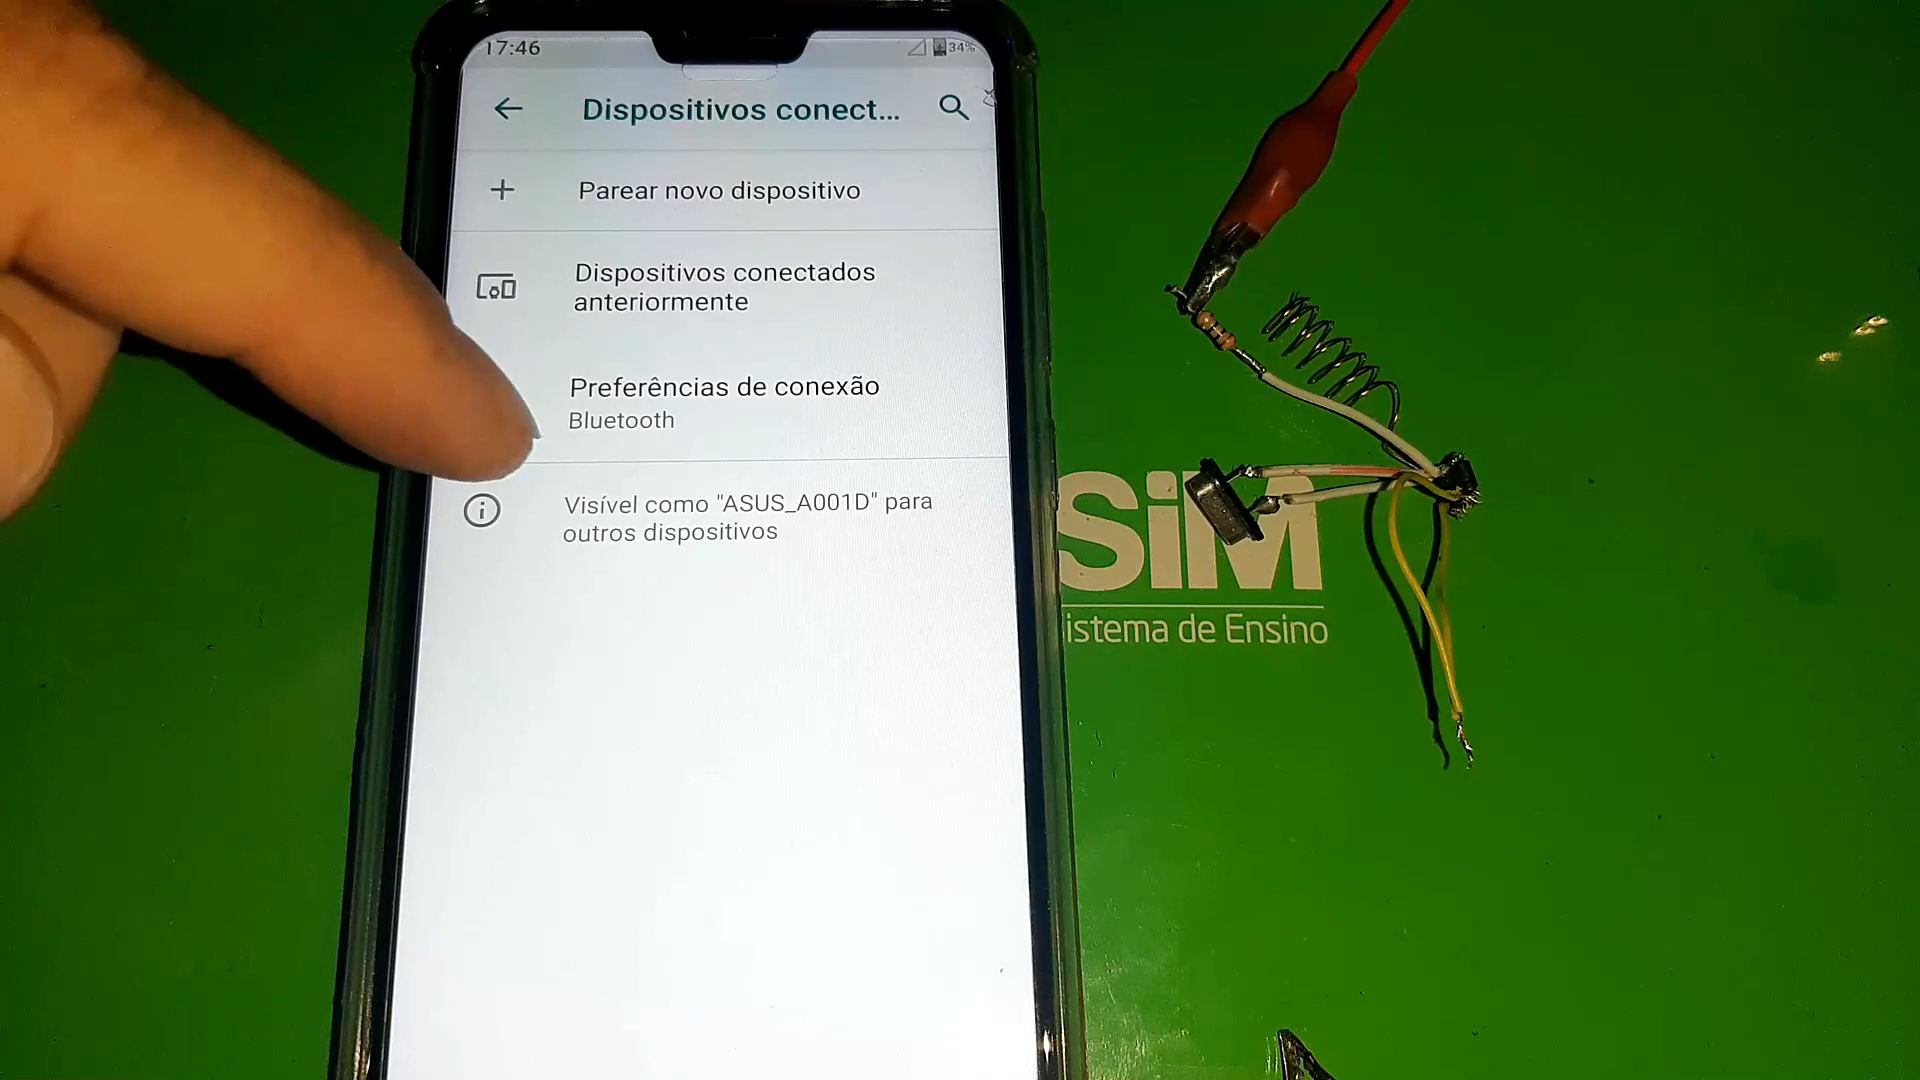 17:46
34%
Dispositivos conect...
Parear novo dispositivo
Dispositivos conectados
anteriormente
Preferências de conexão
Bluetooth
Visível como "ASUS_A001D" para
outros dispositivos
SiM
istema de Ensino